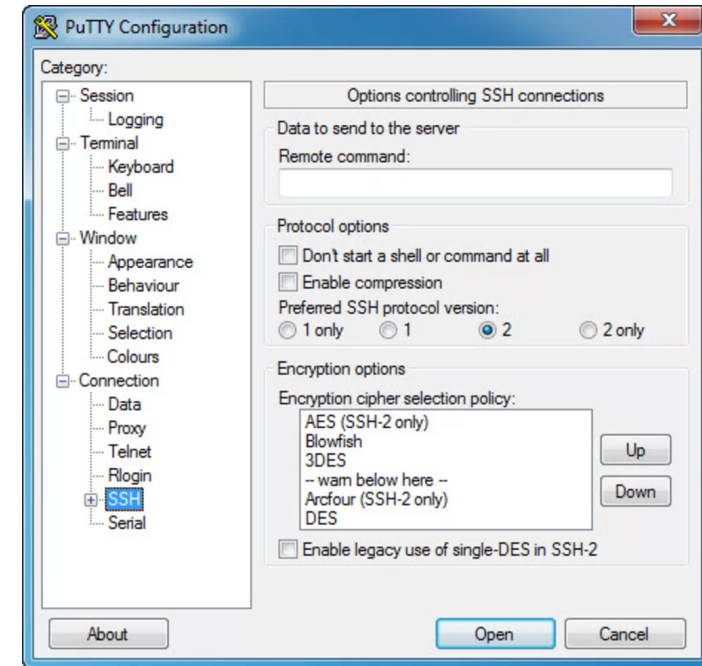 PuTTY Configuration
Category:
Session
Logging
Terminal
Keyboard
Bell
Features
Window
Appearance
Behaviour
Translation
Selection
Colours
Connection
Data
Proxy
Telnet
Rlogin
SSH
Serial
Options controlling SSH connections
Data to send to the server
Remote command:
Protocol options
Don't start a shell or command at all
Enable compression
Preferred SSH protocol version:
1 only 1 2 2 only
Encryption options
Encryption cipher selection policy:
AES (SSH-2 only)
Blowfish
3DES
-- warn below here --
Arcfour (SSH-2 only)
DES
Up
Down
Enable legacy use of single-DES in SSH-2
About Open Cancel